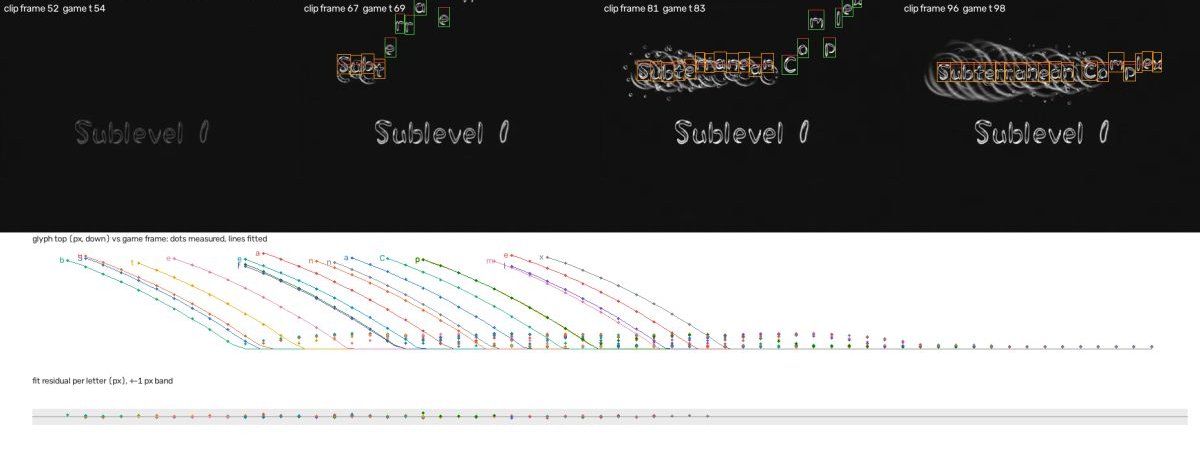 clip frame 52 game t 54
clip frame 67 game t 69
clip frame 81 game t 83
clip frame 96 game t 98
Subt e r r a e
Subterranean C o m p l e
Subterranean Complex
Sublevel 1
Sublevel 1
Sublevel 1
Sublevel 1
glyph top (px, down) vs game frame: dots measured, lines fitted
b t e a n n a C p m e x
fit residual per letter (px), +-1 px band